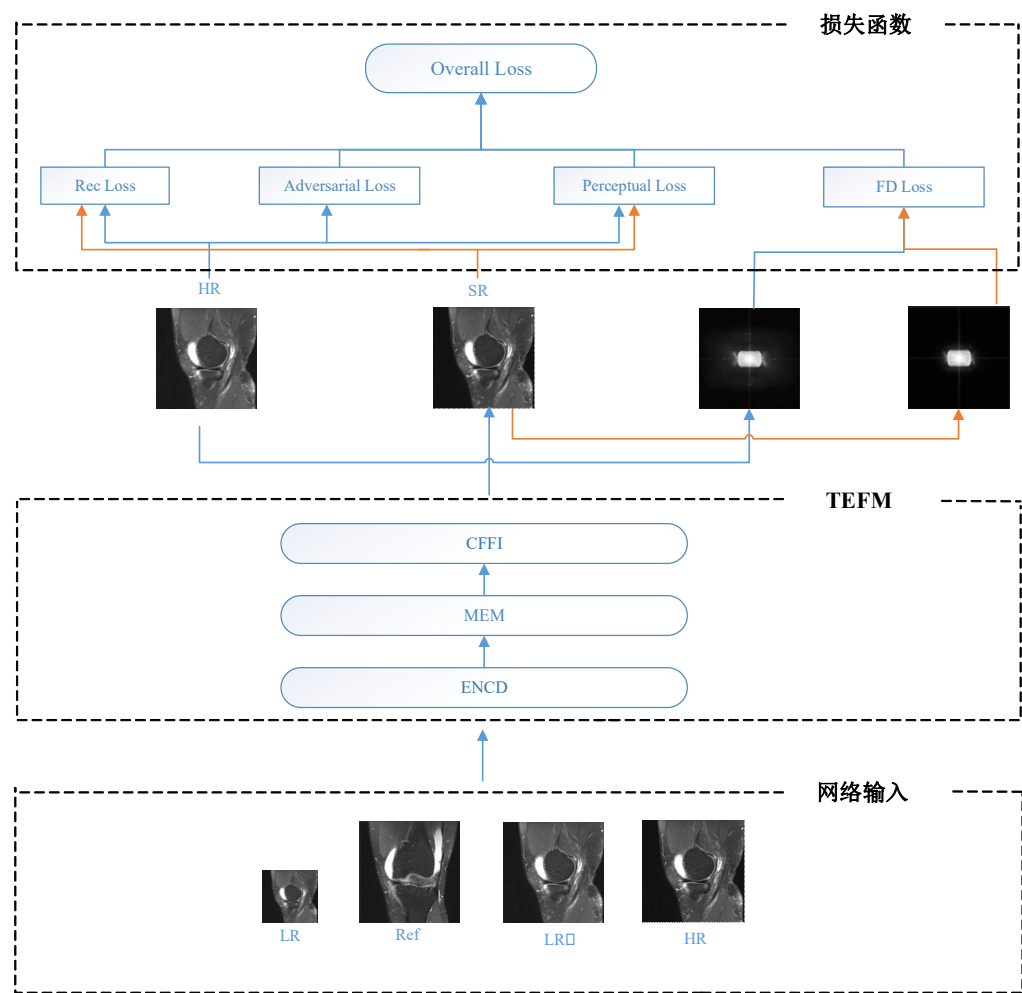 损失函数
Overall Loss
Rec Loss
Adversarial Loss
Perceptual Loss
FD Loss
HR
SR
TEFM
CFFI
MEM
ENCD
网络输入
LR
Ref
LR□
HR